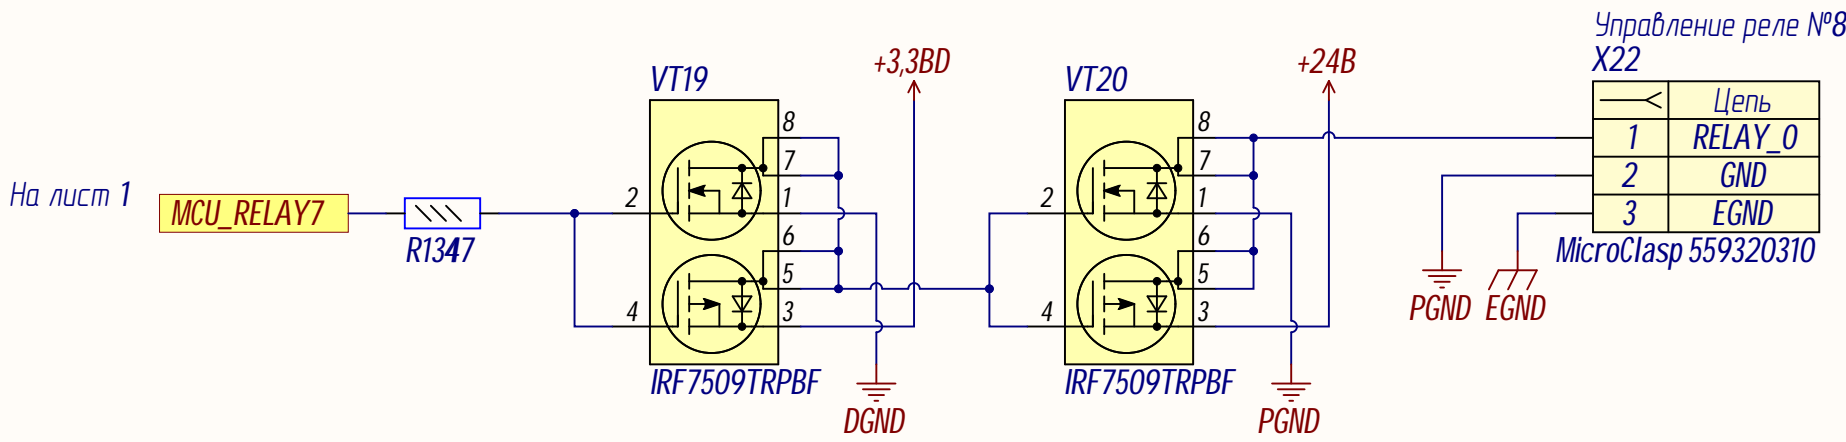 Управление реле №8
X22
Цепь
1 RELAY_0
2 GND
3 EGND
MicroClasp 559320310
PGND EGND
На лист 1
MCU_RELAY7
R1347
VT19
+3,3BD
8
7
2
1
6
5
4
3
IRF7509TRPBF
DGND
VT20
+24В
8
7
2
1
6
5
4
3
IRF7509TRPBF
PGND